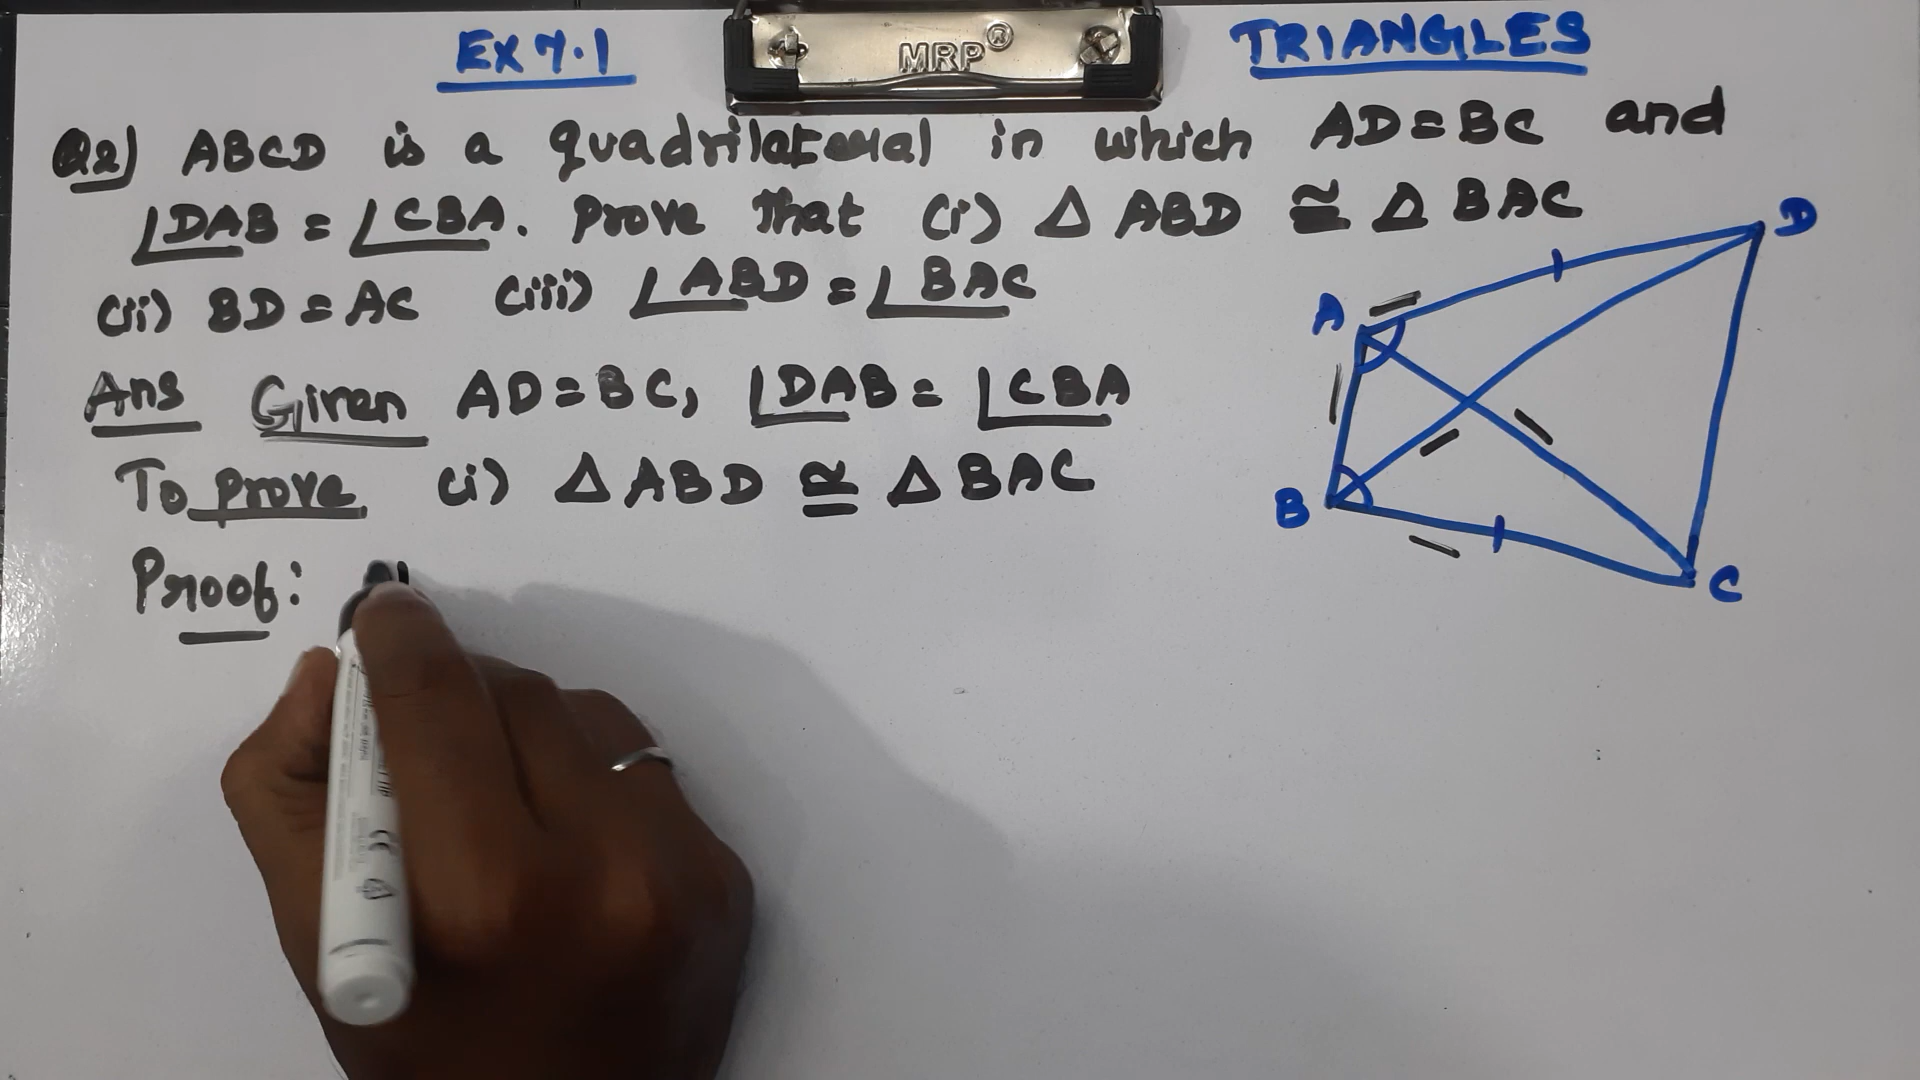 MRP®
EX 7.1
TRIANGLES
Q2) ABCD is a quadrilateral in which AD=BC and
∠DAB = ∠CBA. Prove that (i) Δ ABD ≅ Δ BAC
(ii) BD = AC (iii) ∠ABD = ∠BAC
Ans Given AD=BC, ∠DAB = ∠CBA
To prove (i) Δ ABD ≅ Δ BAC
Proof:
D
A
B
C
CE